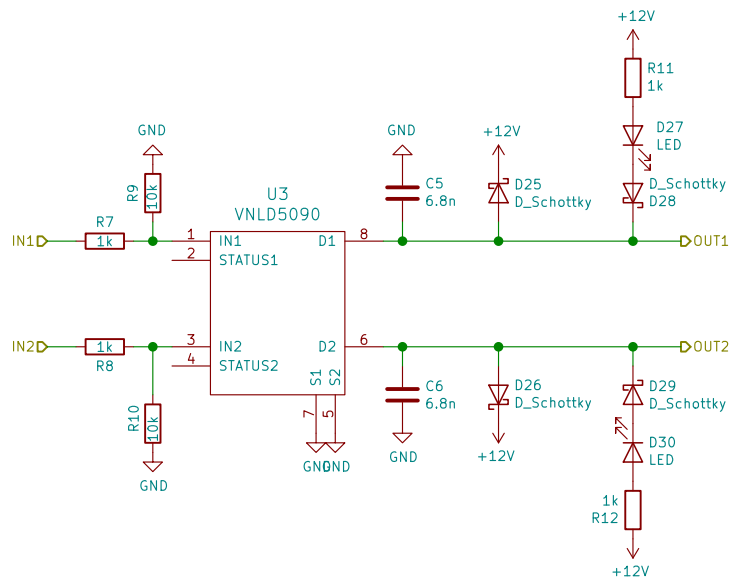 +12V
R11
1k
D27
LED
D_Schottky
D28
GND
GND
+12V
R9
10k
U3
VNLD5090
C5
6.8n
D25
D_Schottky
R7
1k
IN1
1
IN1
D1
8
OUT1
2
STATUS1
IN2
1k
R8
3
IN2
D2
6
OUT2
4
STATUS2
S1
S2
7
5
R10
10k
C6
6.8n
D26
D_Schottky
D29
D_Schottky
GND
GND
GND
+12V
D30
LED
GND
1k
R12
+12V